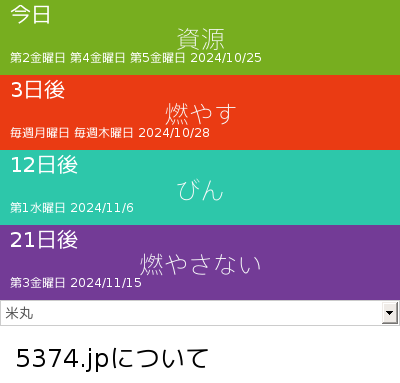 今日
資源
第2金曜日 第4金曜日 第5金曜日 2024/10/25
3日後
燃やす
毎週月曜日 毎週木曜日 2024/10/28
12日後
びん
第1水曜日 2024/11/6
21日後
燃やさない
第3金曜日 2024/11/15
米丸
5374.jpについて